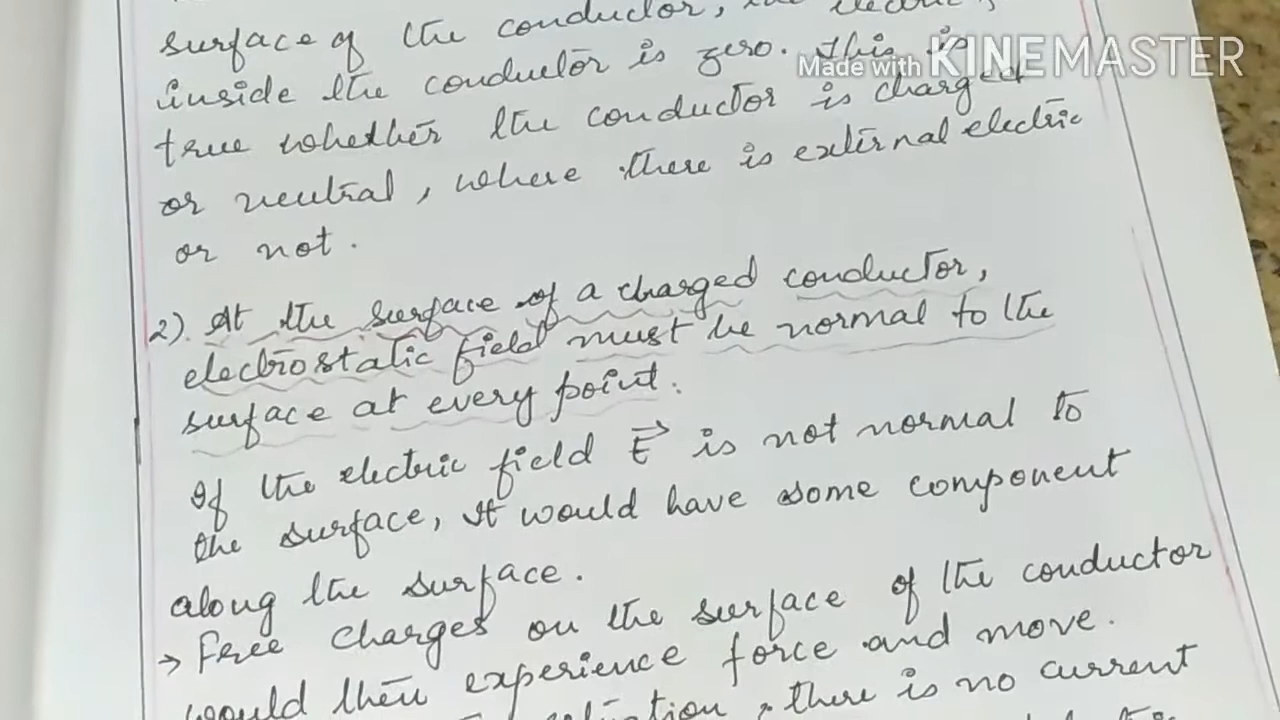 surface of the conductor,
inside the conductor is zero. This is
Made with KINEMASTER
true whether the conductor is charged
or neutral, where there is external electric
or not.
2). At the surface of a charged conductor,
electrostatic field must be normal to the
surface at every point.
If the electric field E⃗ is not normal to
the surface, it would have some component
along the surface.
→ Free charges on the surface of the conductor
would then experience force and move.
there is no current